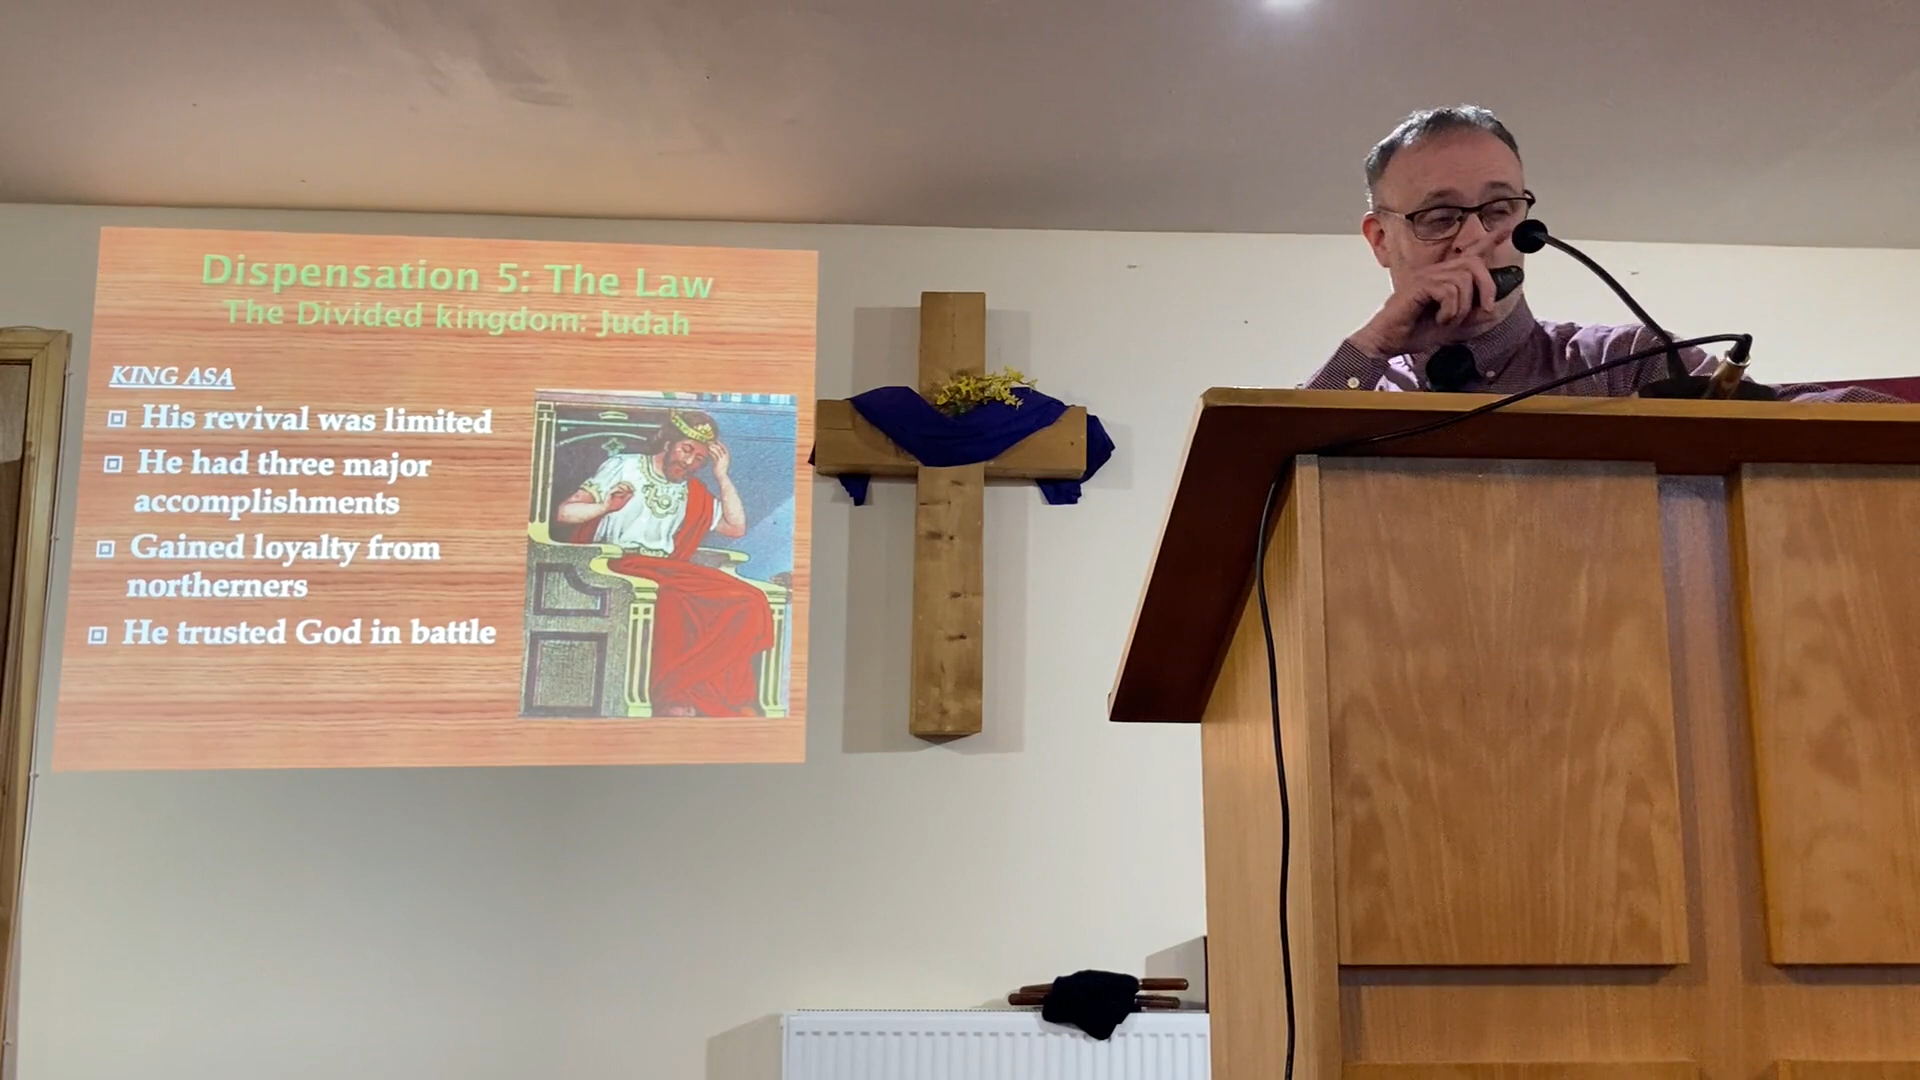 Dispensation 5: The Law
The Divided kingdom: Judah
KING ASA
His revival was limited
He had three major
accomplishments
Gained loyalty from
northerners
He trusted God in battle